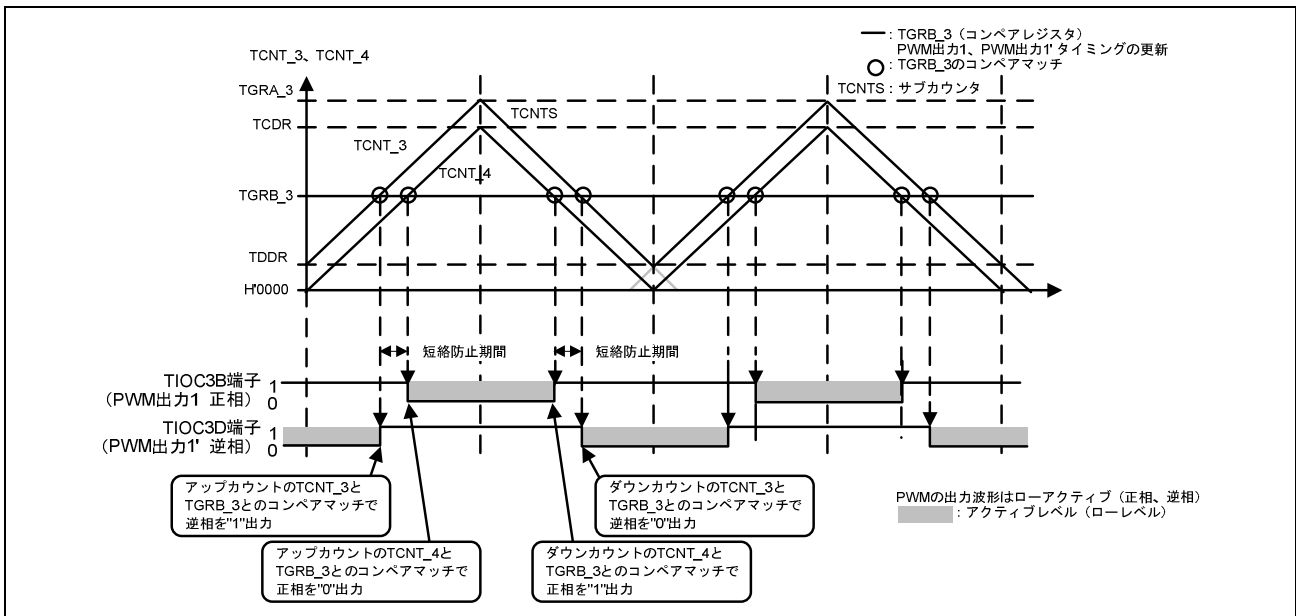 TCNT_3、TCNT_4
: TGRB_3（コンペアレジスタ）
PWM出力1、PWM出力1' タイミングの更新
: TGRB_3のコンペアマッチ
TCNTS : サブカウンタ
TGRA_3
TCNTS
TCDR
TCNT_3
TCNT_4
TGRB_3
TDDR
H'0000
短絡防止期間
短絡防止期間
TIOC3B端子 1
（PWM出力1 正相） 0
TIOC3D端子 1
（PWM出力1' 逆相） 0
アップカウントのTCNT_3と
TGRB_3とのコンペアマッチで
逆相を"1"出力
ダウンカウントのTCNT_3と
TGRB_3とのコンペアマッチで
逆相を"0"出力
PWMの出力波形はローアクティブ（正相、逆相）
: アクティブレベル（ローレベル）
アップカウントのTCNT_4と
TGRB_3とのコンペアマッチで
正相を"0"出力
ダウンカウントのTCNT_4と
TGRB_3とのコンペアマッチで
正相を"1"出力